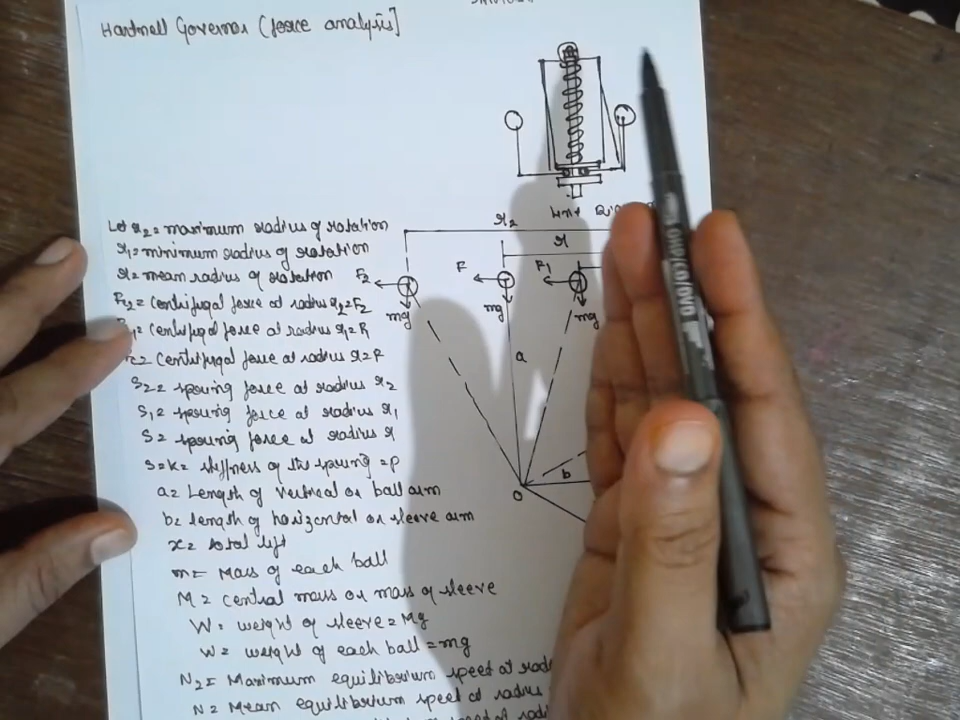 Hartnell Governor (force analysis]
Let r2 = maximum radius of rotation
r1 = minimum radius of rotation
r = mean radius of rotation
Fc2 = centrifugal force at radius r2 = F2
centrifugal force at radius r1 = F1
centrifugal force at radius r = F
S2 = spring force at radius r2
S1 = spring force at radius r1
S = spring force at radius r
s = k = stiffness of the spring = p
a = Length of vertical or ball arm
b = length of horizontal or sleeve arm
x = total lift
m = Mass of each ball
M = central mass or mass of sleeve
W = weight of sleeve = Mg
w = weight of each ball = mg
N2 = Maximum equilibrium speed at
N = Mean equilibrium speed at radius
r2
r
F2
F
F1
mg
mg
mg
a
b
O
OHP/CD/DVD